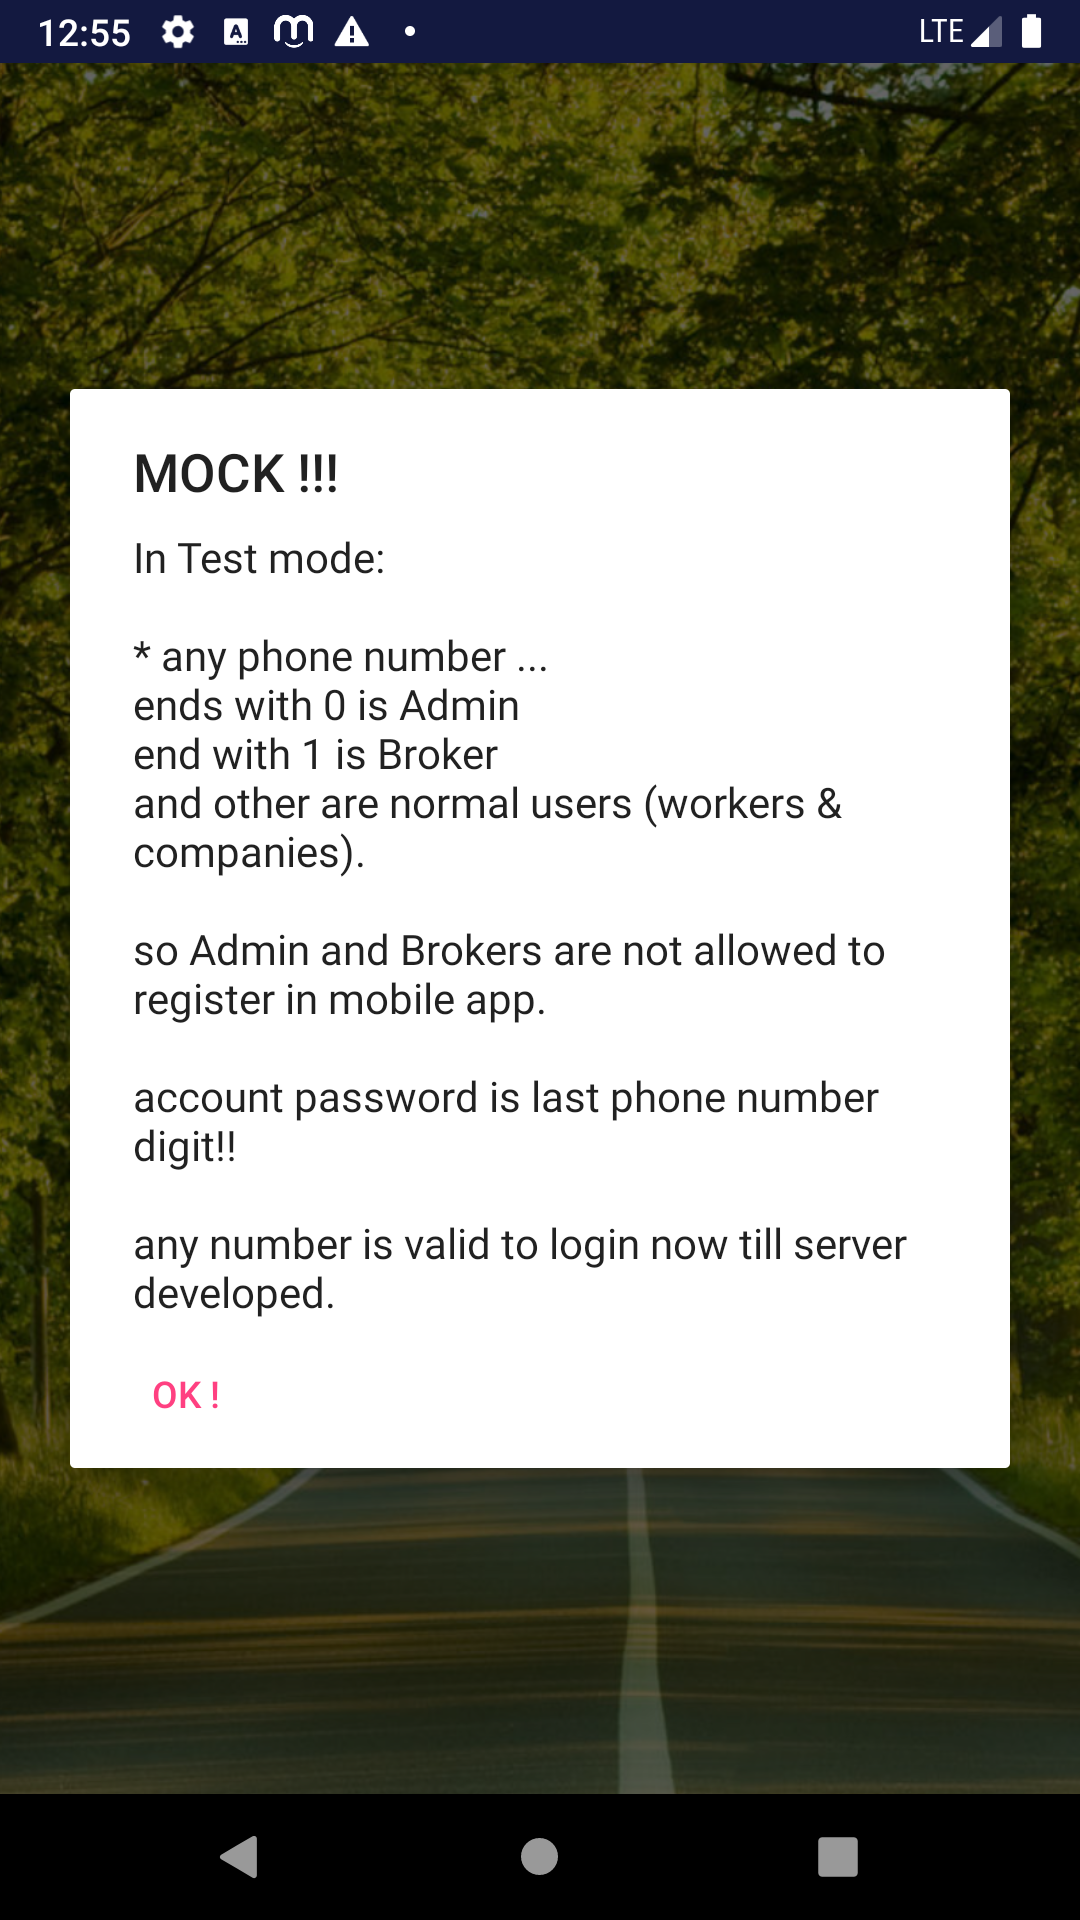 12:55
LTE
MOCK !!!
In Test mode:
* any phone number ...
ends with 0 is Admin
end with 1 is Broker
and other are normal users (workers &
companies).
so Admin and Brokers are not allowed to
register in mobile app.
account password is last phone number
digit!!
any number is valid to login now till server
developed.
OK !